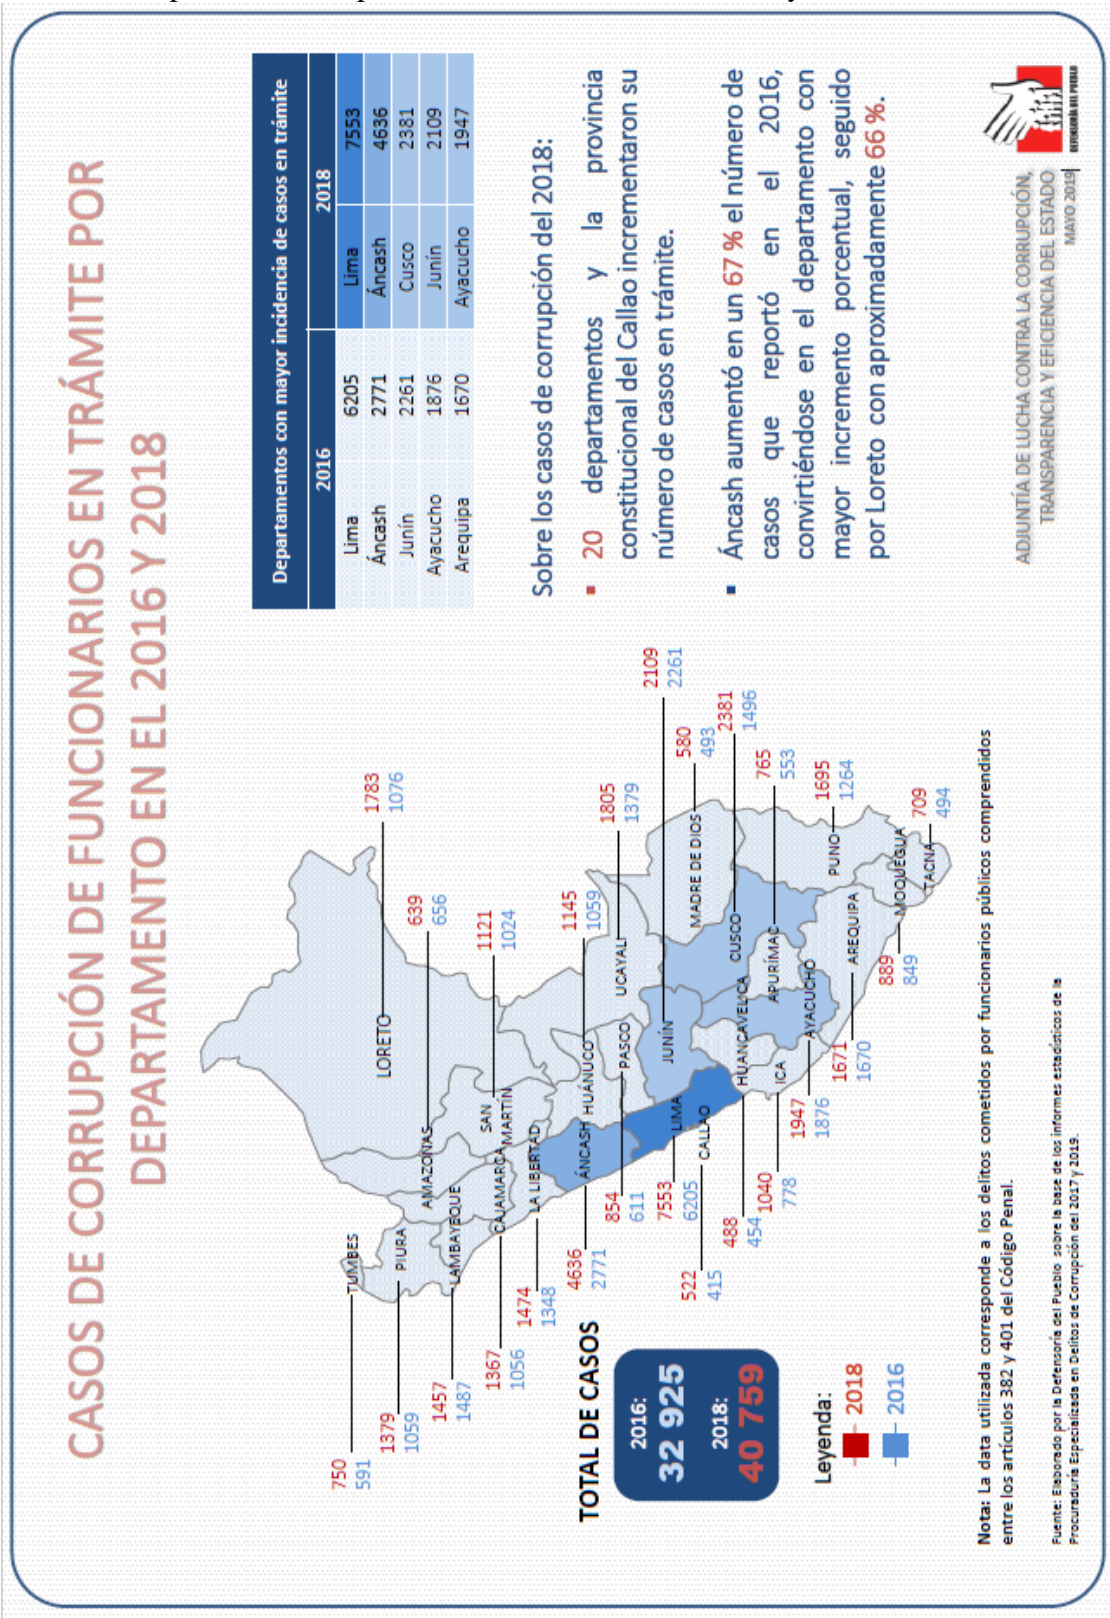 CASOS DE CORRUPCIÓN DE FUNCIONARIOS EN TRÁMITE POR
DEPARTAMENTO EN EL 2016 Y 2018
TUMBES
750
591
PIURA
1379
1059
LAMBAYEQUE
1457
1487
CAJAMARCA
1367
1056
LA LIBERTAD
1474
1348
AMAZONAS
639
656
LORETO
1783
1076
SAN
MARTÍN
1121
1024
ÁNCASH
4636
2771
HUÁNUCO
1145
1059
PASCO
854
611
UCAYALI
1805
1379
LIMA
7553
6205
CALLAO
522
415
JUNÍN
2109
2261
MADRE DE DIOS
580
493
HUANCAVELICA
488
454
CUSCO
2381
1496
ICA
1040
778
APURÍMAC
765
553
AYACUCHO
1947
1876
AREQUIPA
1671
1670
PUNO
1695
1264
MOQUEGUA
889
849
TACNA
709
494
TOTAL DE CASOS
2016:
32 925
2018:
40 759
Leyenda:
2018
2016
Departamentos con mayor incidencia de casos en trámite
2016 2018
Lima 6205 Lima 7553
Áncash 2771 Áncash 4636
Junín 2261 Cusco 2381
Ayacucho 1876 Junín 2109
Arequipa 1670 Ayacucho 1947
Sobre los casos de corrupción del 2018:
▪ 20 departamentos y la provincia
constitucional del Callao incrementaron su
número de casos en trámite.
▪ Áncash aumentó en un 67 % el número de
casos que reportó en el 2016,
convirtiéndose en el departamento con
mayor incremento porcentual, seguido
por Loreto con aproximadamente 66 %.
Nota: La data utilizada corresponde a los delitos cometidos por funcionarios públicos comprendidos
entre los artículos 382 y 401 del Código Penal.
Fuente: Elaborado por la Defensoría del Pueblo sobre la base de los informes estadísticos de la
Procuraduría Especializada en Delitos de Corrupción del 2017 y 2019.
ADJUNTÍA DE LUCHA CONTRA LA CORRUPCIÓN,
TRANSPARENCIA Y EFICIENCIA DEL ESTADO
MAYO 2019
DEFENSORÍA DEL PUEBLO